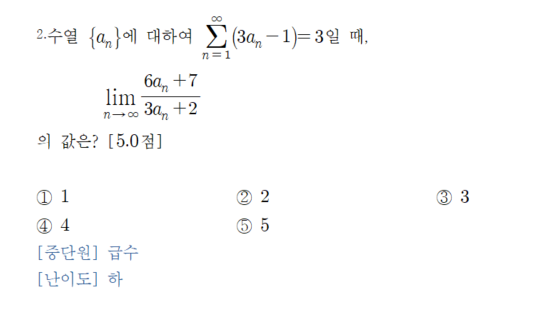 2.수열 {aₙ}에 대하여 ∑_{n=1}^{∞}(3aₙ−1)=3일 때,
lim_{n→∞} (6aₙ+7)/(3aₙ+2)
의 값은? [5.0점]
① 1 ② 2 ③ 3
④ 4 ⑤ 5
[중단원] 급수
[난이도] 하